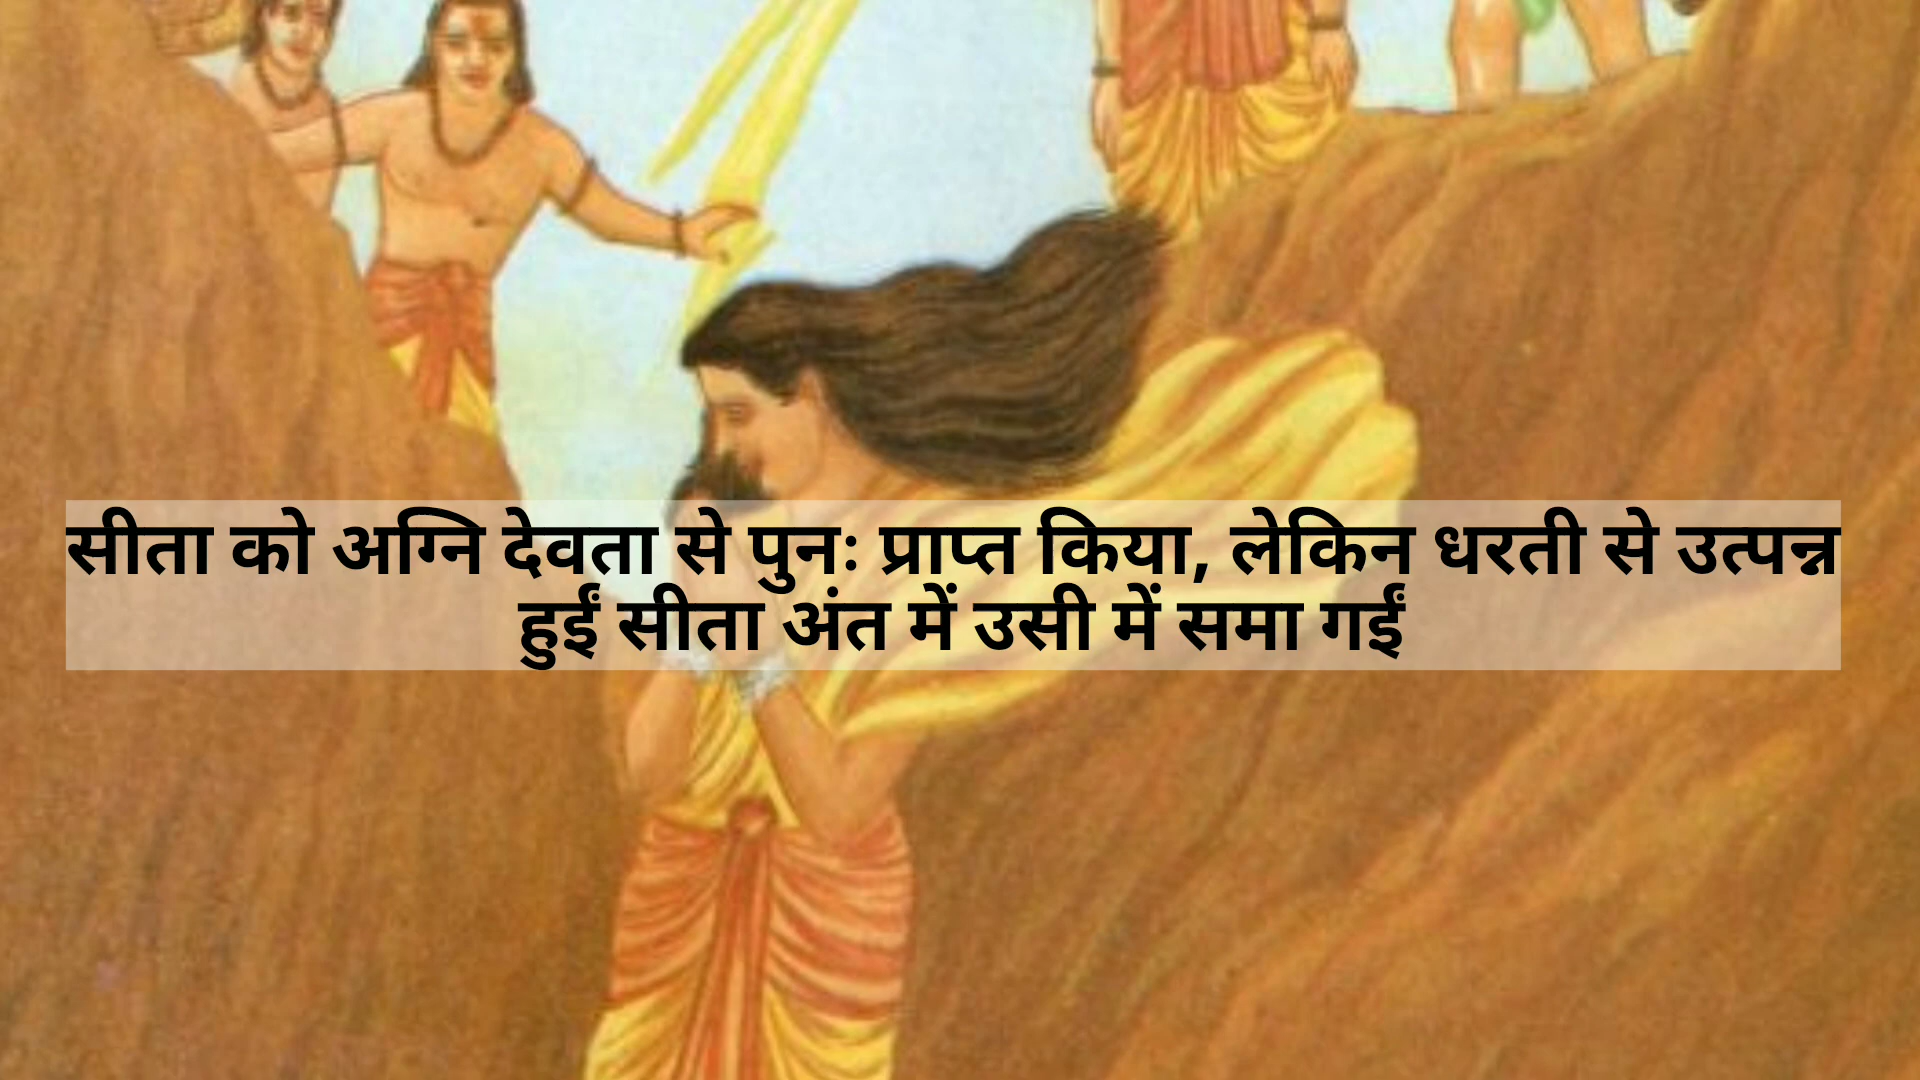 सीता को अग्नि देवता से पुनः प्राप्त किया, लेकिन धरती से उत्पन्न
हुईं सीता अंत में उसी में समा गईं